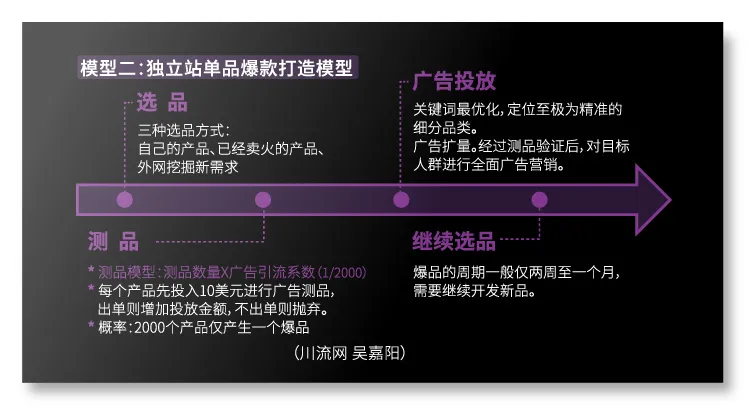 模型二：独立站单品爆款打造模型
选 品
三种选品方式：
自己的产品、已经卖火的产品、
外网挖掘新需求
广告投放
关键词最优化，定位至极为精准的
细分品类。
广告扩量。经过测品验证后，对目标
人群进行全面广告营销。
测 品
* 测品模型：测品数量X广告引流系数（1/2000）
* 每个产品先投入10美元进行广告测品，
出单则增加投放金额，不出单则抛弃。
* 概率：2000个产品仅产生一个爆品
继续选品
爆品的周期一般仅两周至一个月，
需要继续开发新品。
（川流网 吴嘉阳）